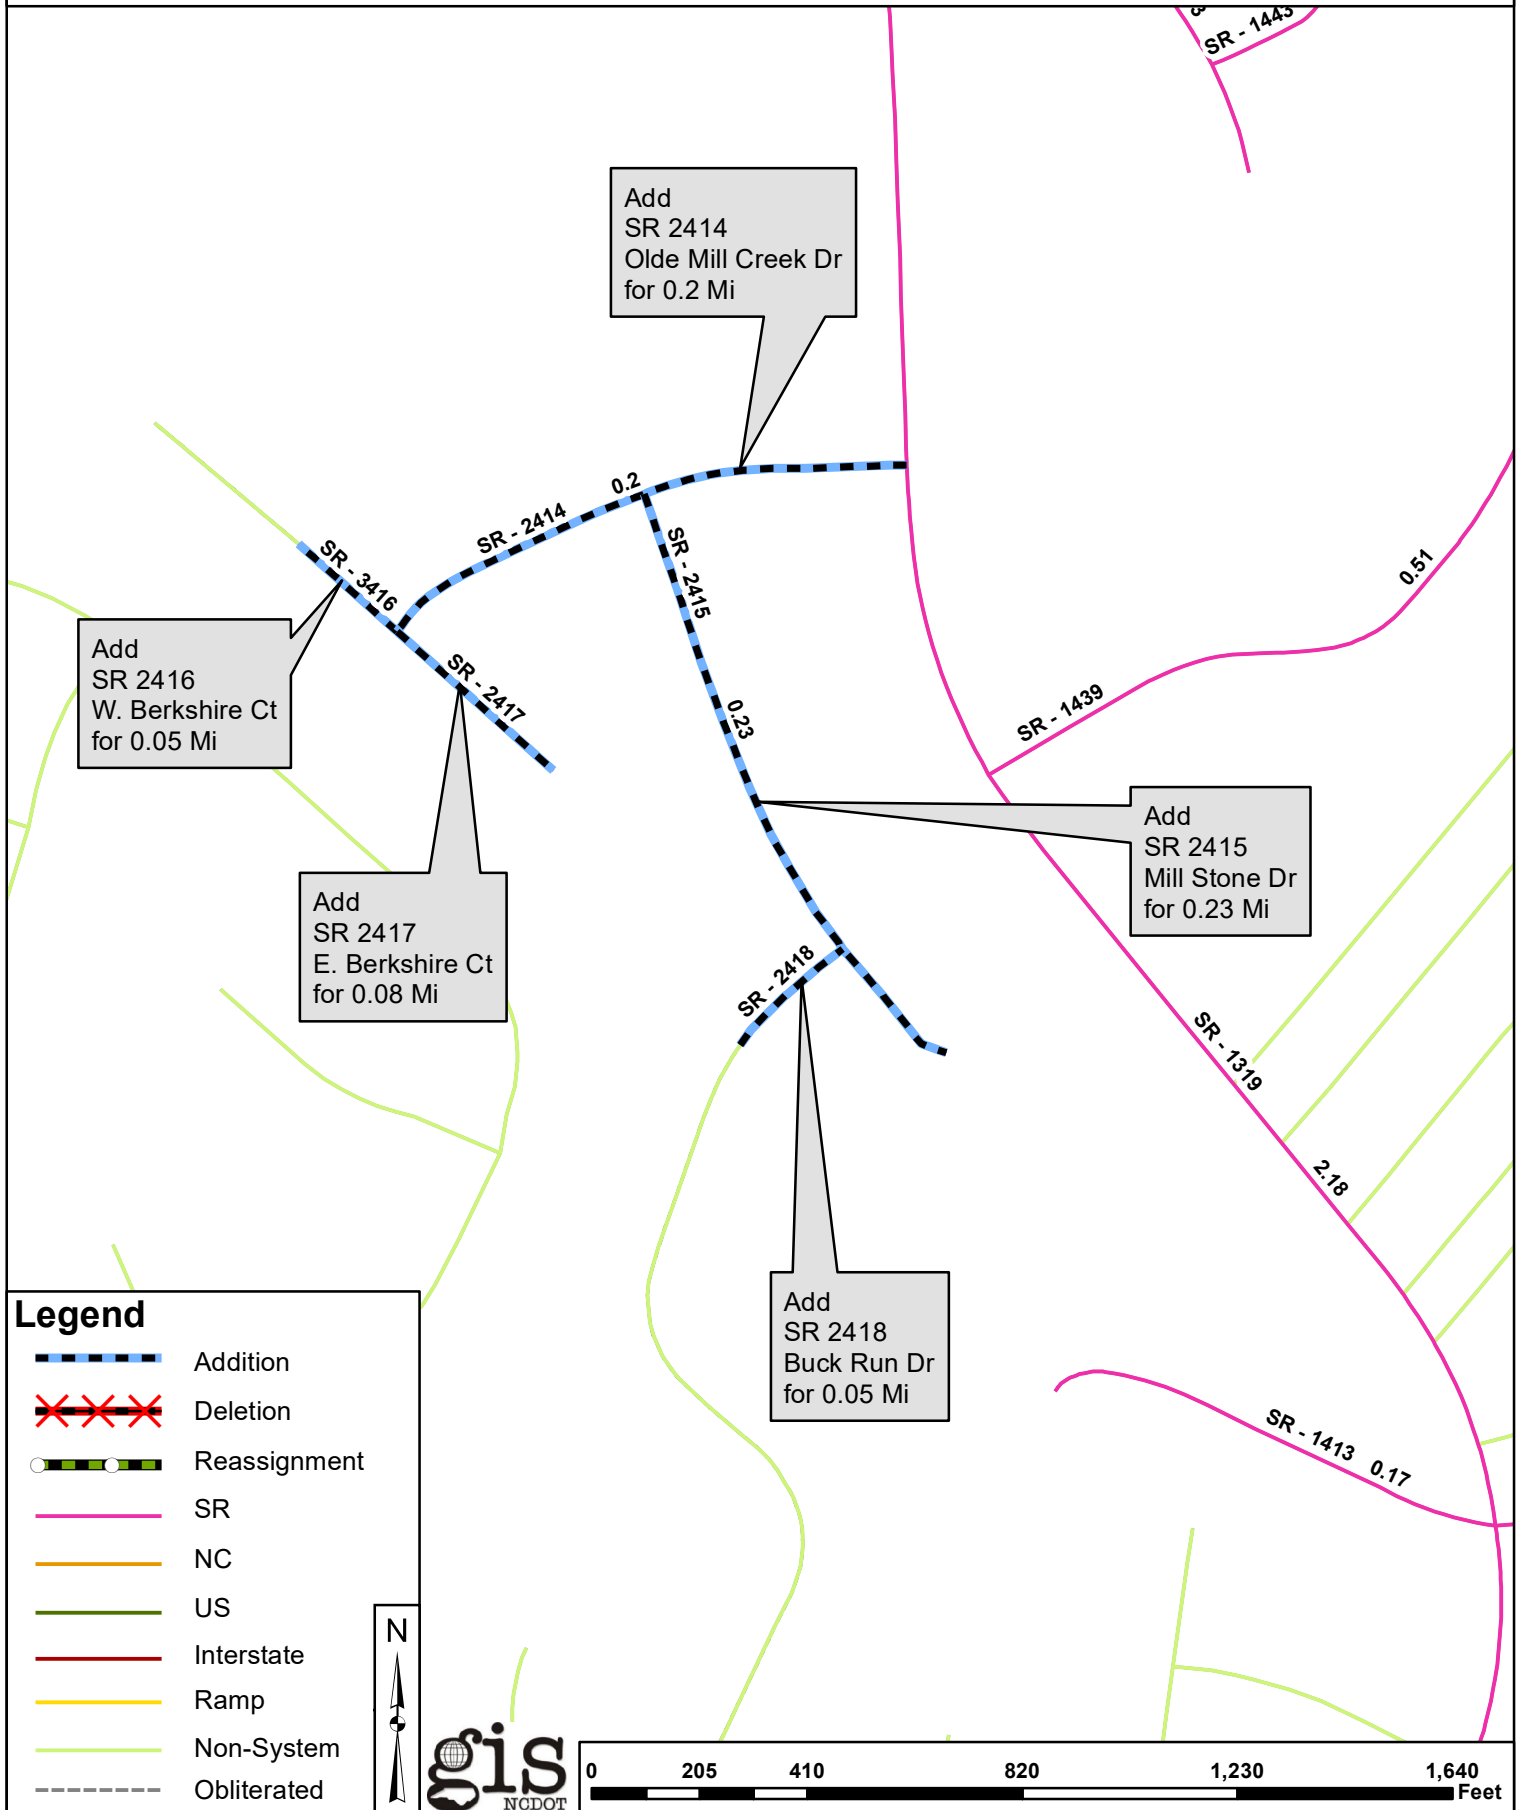 SR - 1443
3
Add
SR 2414
Olde Mill Creek Dr
for 0.2 Mi
0.2
SR - 2414
SR - 2415
SR - 3416
0.51
Add
SR 2416
W. Berkshire Ct
for 0.05 Mi
SR - 2417
0.23
SR - 1439
Add
SR 2415
Mill Stone Dr
for 0.23 Mi
Add
SR 2417
E. Berkshire Ct
for 0.08 Mi
SR - 2418
SR - 1319
2.18
Add
SR 2418
Buck Run Dr
for 0.05 Mi
SR - 1413 0.17
Legend
Addition
Deletion
Reassignment
SR
NC
US
Interstate
Ramp
Non-System
Obliterated
N
gis
NCDOT
0 205 410 820 1,230 1,640
Feet